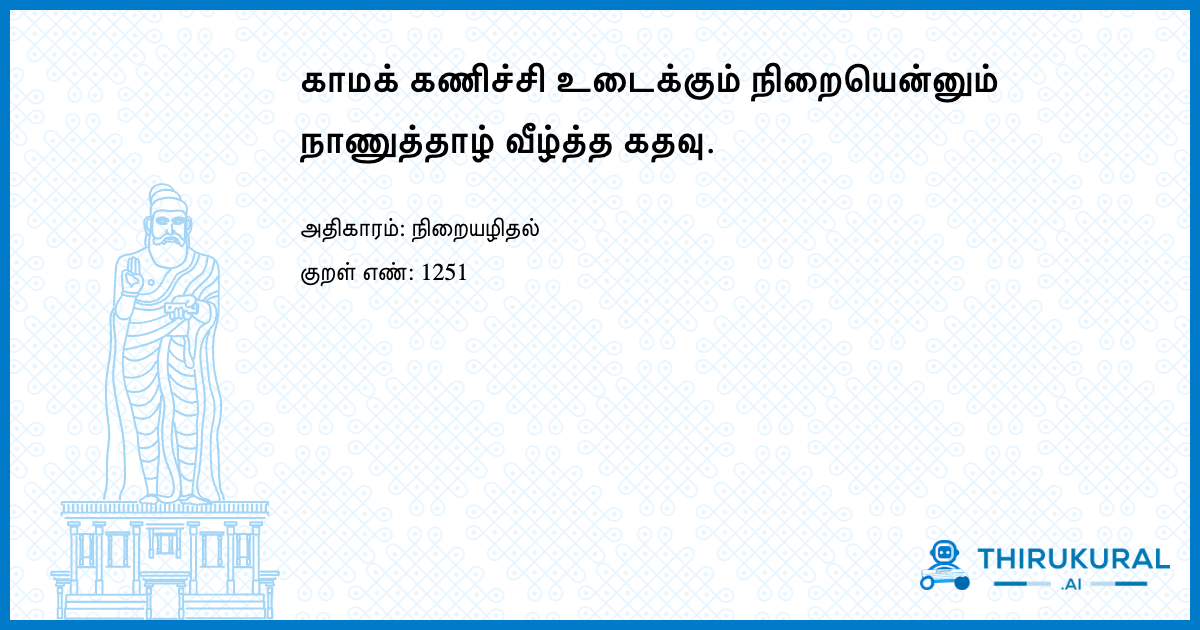 காமக் கணிச்சி உடைக்கும் நிறையென்னும்
நாணுத்தாழ் வீழ்த்த கதவு.
அதிகாரம்: நிறையழிதல்
குறள் எண்: 1251
THIRUKURAL
.AI